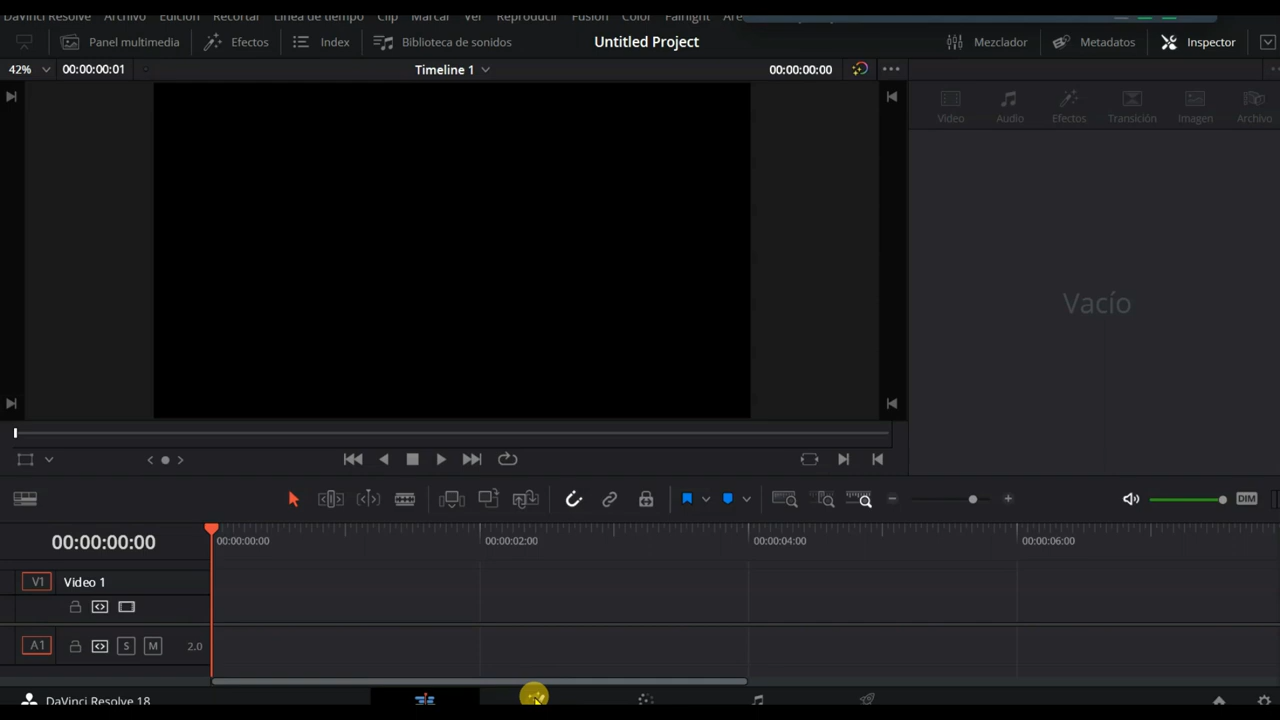 DaVinci Resolve Archivo Edición Recortar Línea de tiempo Clip Marcar Ver Reproducir Fusion Color Fairlight
Panel multimedia Efectos Index Biblioteca de sonidos Untitled Project Mezclador Metadatos Inspector
42% 00:00:00:01 Timeline 1 00:00:00:00
Video Audio Efectos Transición Imagen Archivo
Vacío
DIM
00:00:00:00
00:00:00:00 00:00:02:00 00:00:04:00 00:00:06:00
V1 Video 1
A1 S M 2.0
DaVinci Resolve 18